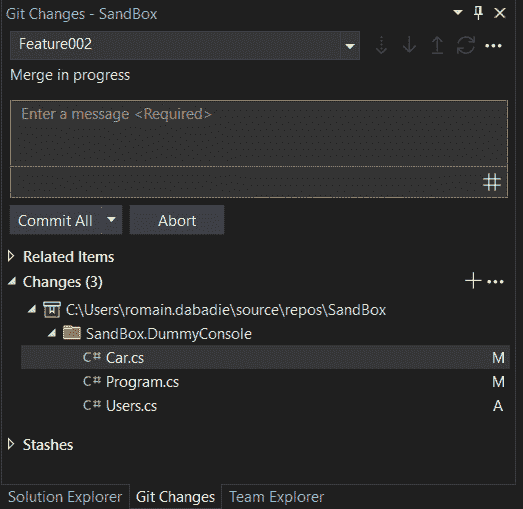 Git Changes - SandBox
Feature002
Merge in progress
Enter a message <Required>
Commit All
Abort
Related Items
Changes (3)
C:\Users\romain.dabadie\source\repos\SandBox
SandBox.DummyConsole
C# Car.cs M
C# Program.cs M
C# Users.cs A
Stashes
Solution Explorer Git Changes Team Explorer